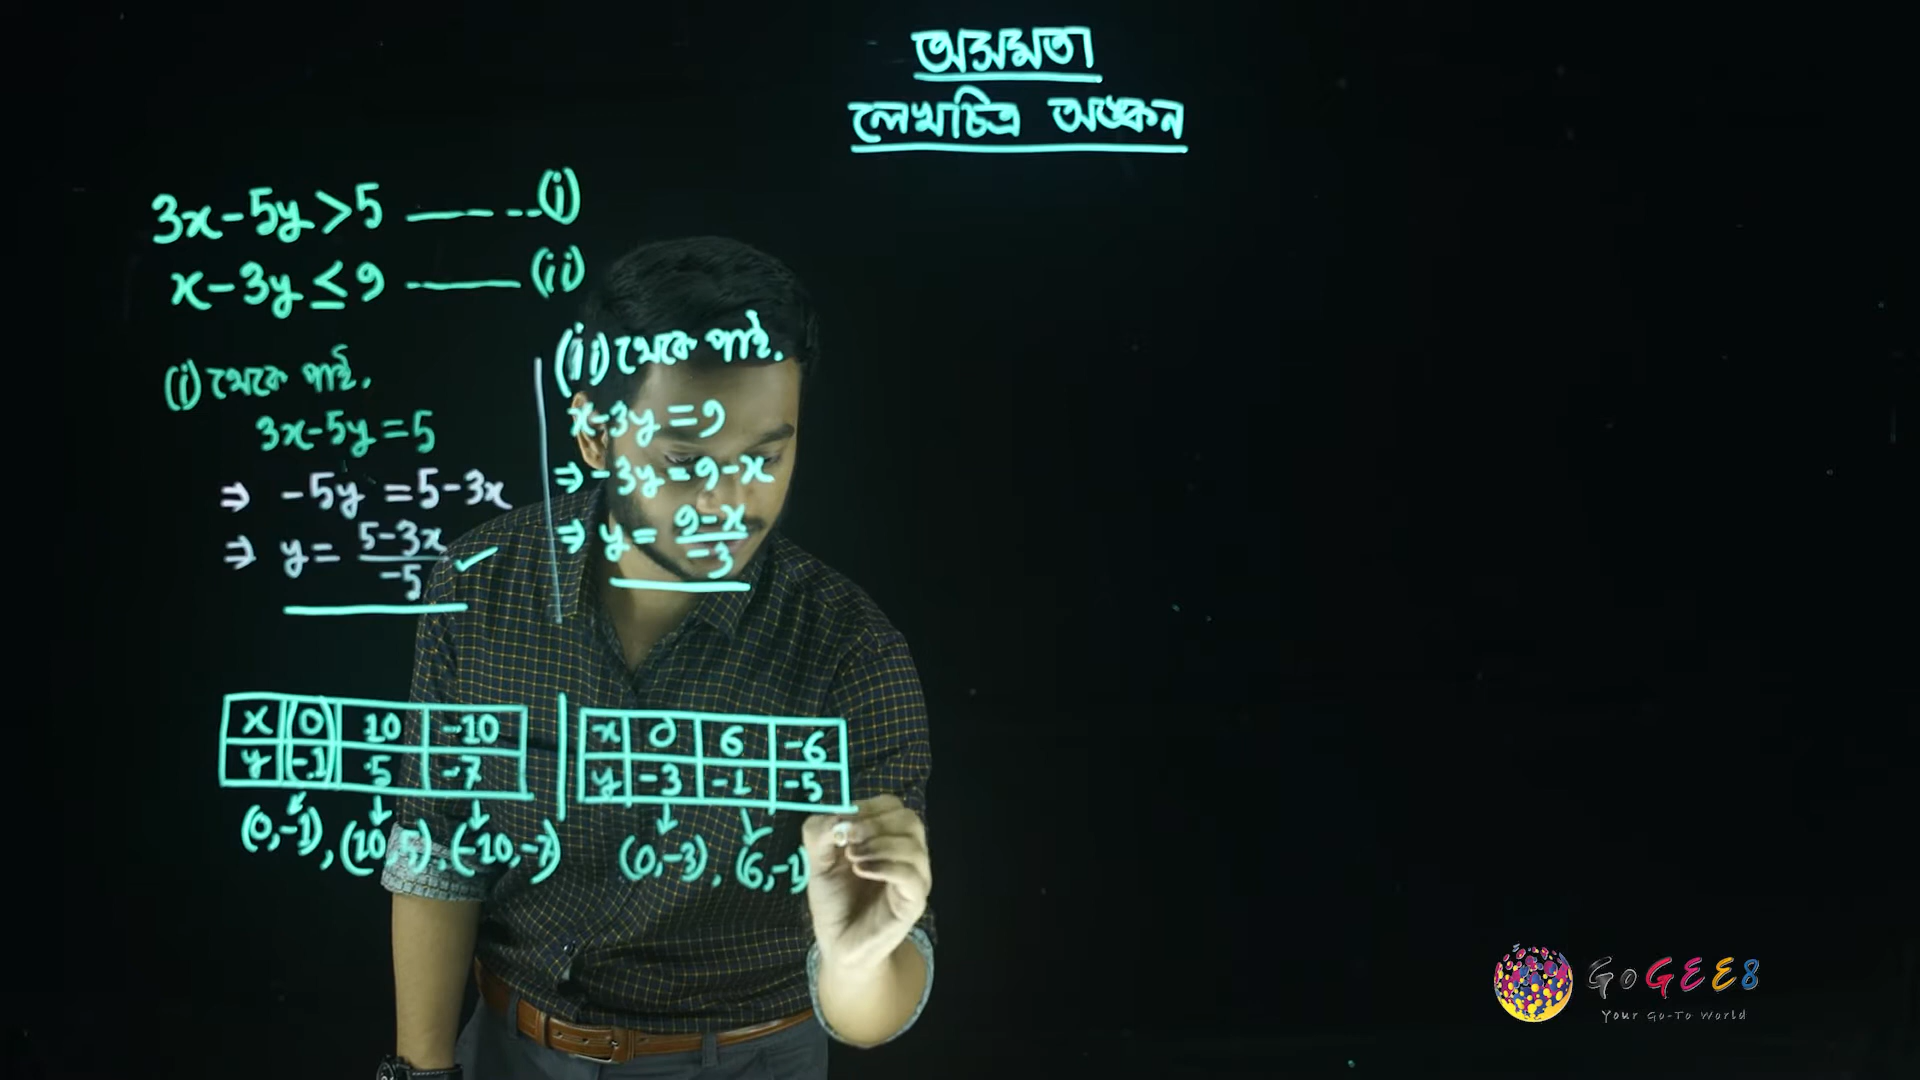 অসমতা
লেখচিত্র অঙ্কন
3x-5y>5 ———--(i)
x-3y≤9 ———(ii)
(i) থেকে পাই,
3x-5y=5
⇒ -5y =5-3x
⇒ y= 5-3x/-5 ✓
(ii) থেকে পাই,
x-3y=9
⇒ -3y=9-x
⇒ y= 9-x/-3
x 0 10 -10
y -1 5 -7
(0,-1), (10,5), (-10,-7)
x 0 6 -6
y -3 -1 -5
(0,-3), (6,-1)
GoGEE8
Your Go-To World